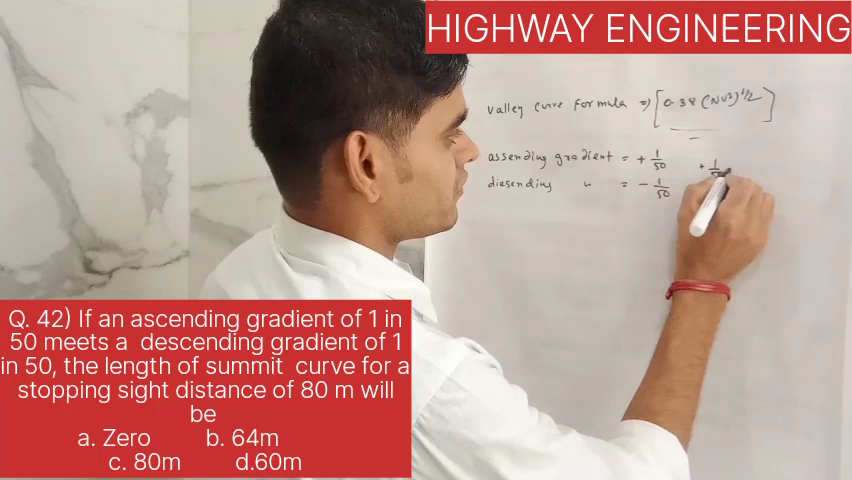 HIGHWAY ENGINEERING
valley curve formula => [0.38 (NV³)^1/2]
assending gradient = + 1/50
diesending " = - 1/50
+ 1/
Q. 42) If an ascending gradient of 1 in
50 meets a descending gradient of 1
in 50, the length of summit curve for a
stopping sight distance of 80 m will
be
a. Zero b. 64m
c. 80m d.60m